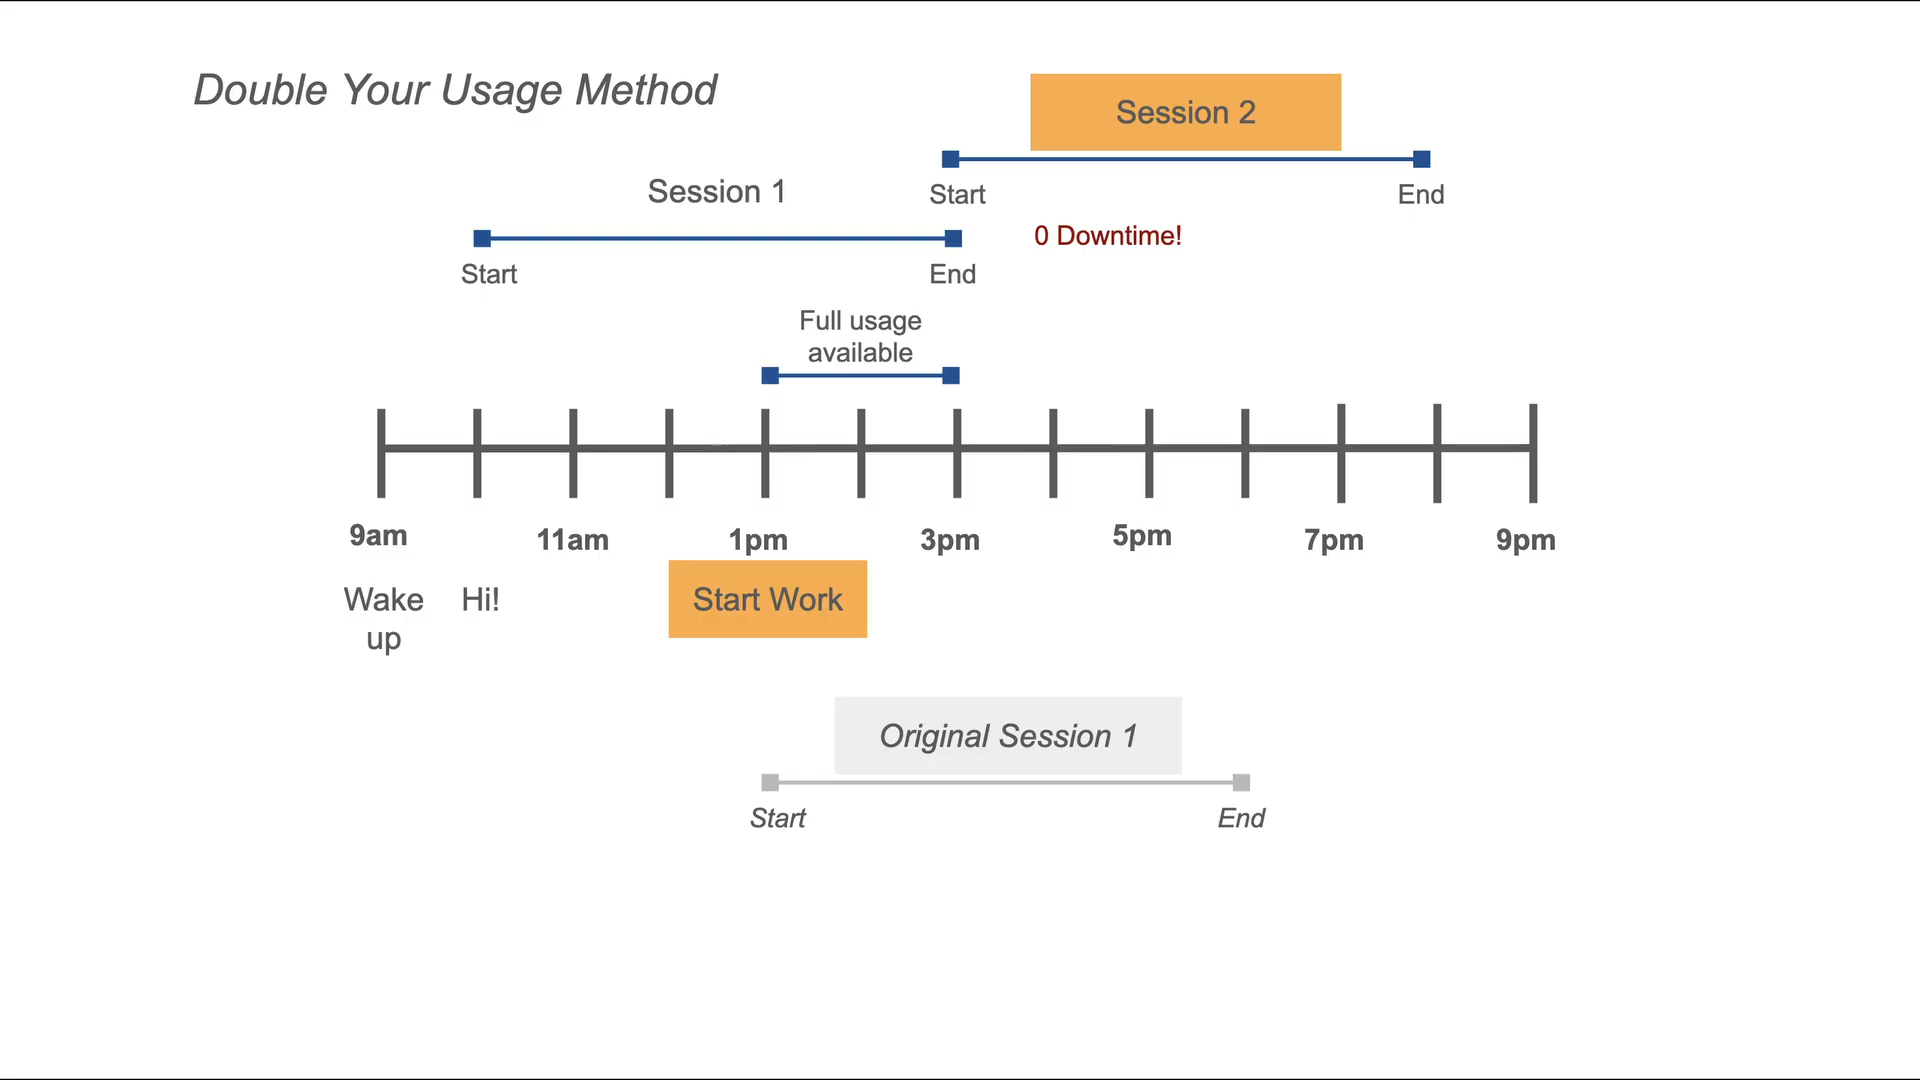 Double Your Usage Method
Session 2
Start
End
Session 1
0 Downtime!
Start
End
Full usage
available
9am
11am
1pm
3pm
5pm
7pm
9pm
Wake
up
Hi!
Start Work
Original Session 1
Start
End